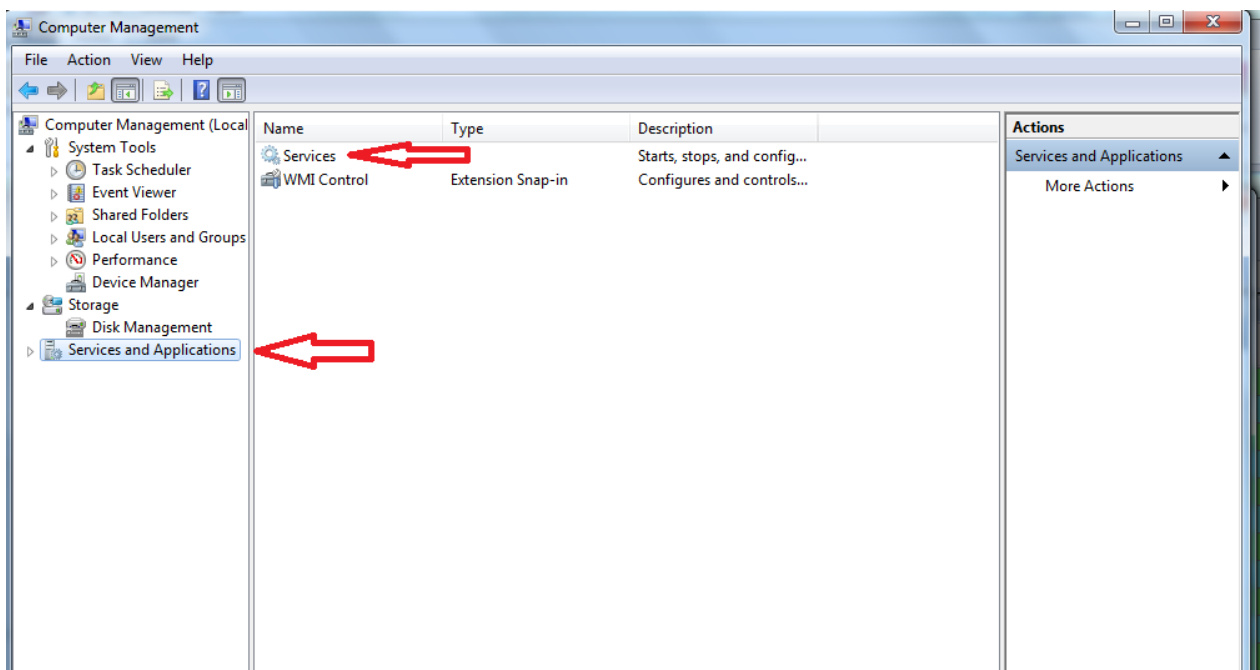 Computer Management
File Action View Help
Computer Management (Local
System Tools
Task Scheduler
Event Viewer
Shared Folders
Local Users and Groups
Performance
Device Manager
Storage
Disk Management
Services and Applications
Name Type Description
Services Starts, stops, and config...
WMI Control Extension Snap-in Configures and controls...
Actions
Services and Applications
More Actions